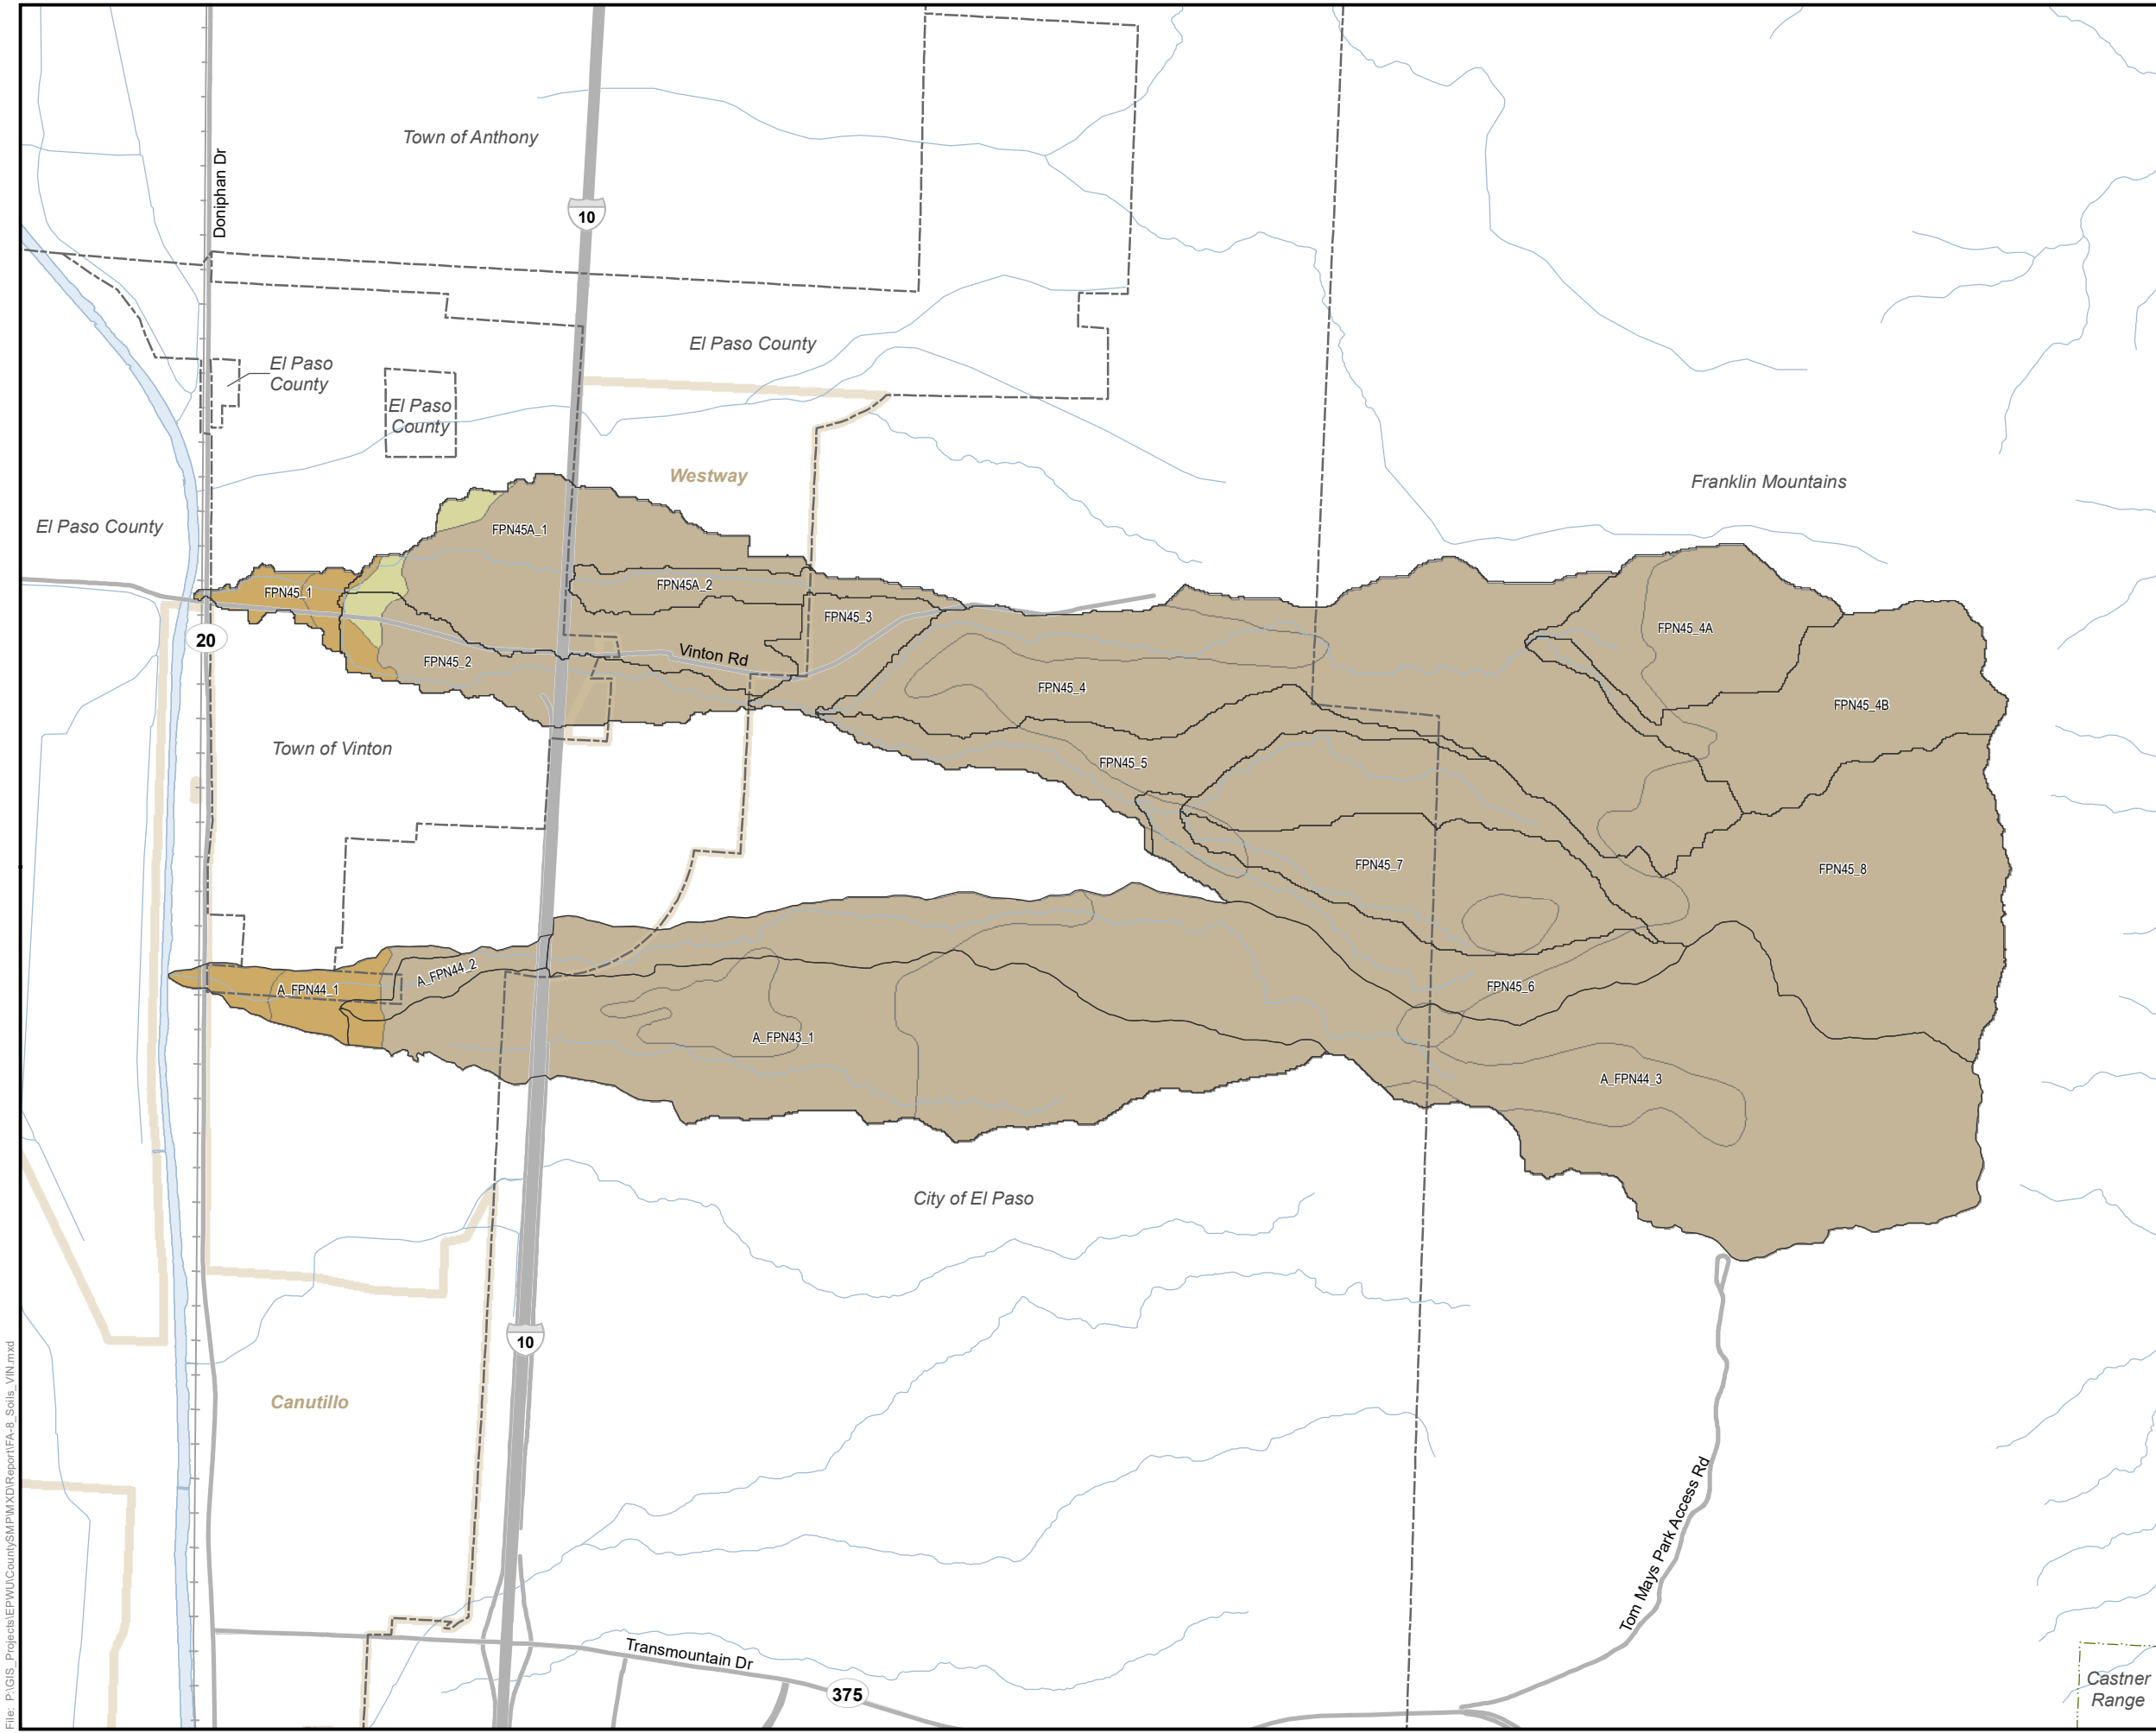 Town of Anthony
Doniphan Dr
10
El Paso County
El Paso
County
El Paso
County
Westway
Franklin Mountains
El Paso County
FPN45A_1
FPN45_1
FPN45A_2
FPN45_3
FPN45_4A
20
Vinton Rd
FPN45_2
FPN45_4
FPN45_4B
Town of Vinton
FPN45_5
FPN45_7
FPN45_8
A_FPN44_2
A_FPN44_1
FPN45_6
A_FPN43_1
A_FPN44_3
City of El Paso
10
Canutillo
Tom Mays Park Access Rd
Transmountain Dr
375
Castner
Range
File: P:\GIS_Projects\EPWU\CountySMP\MXD\Report\FA-8_Soils_VIN.mxd